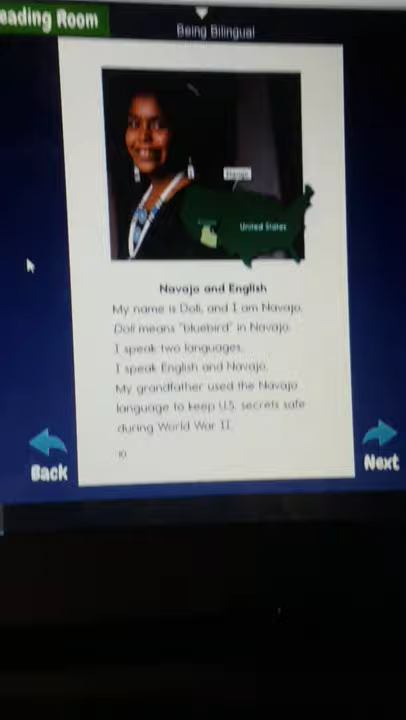 eading Room
Being Bilingual
United States
Navajo and English
My name is Doli, and I am Navajo.
Doli means "bluebird" in Navajo.
I speak two languages.
I speak English and Navajo.
My grandfather used the Navajo
language to keep U.S. secrets safe
during World War II.
10
Back
Next